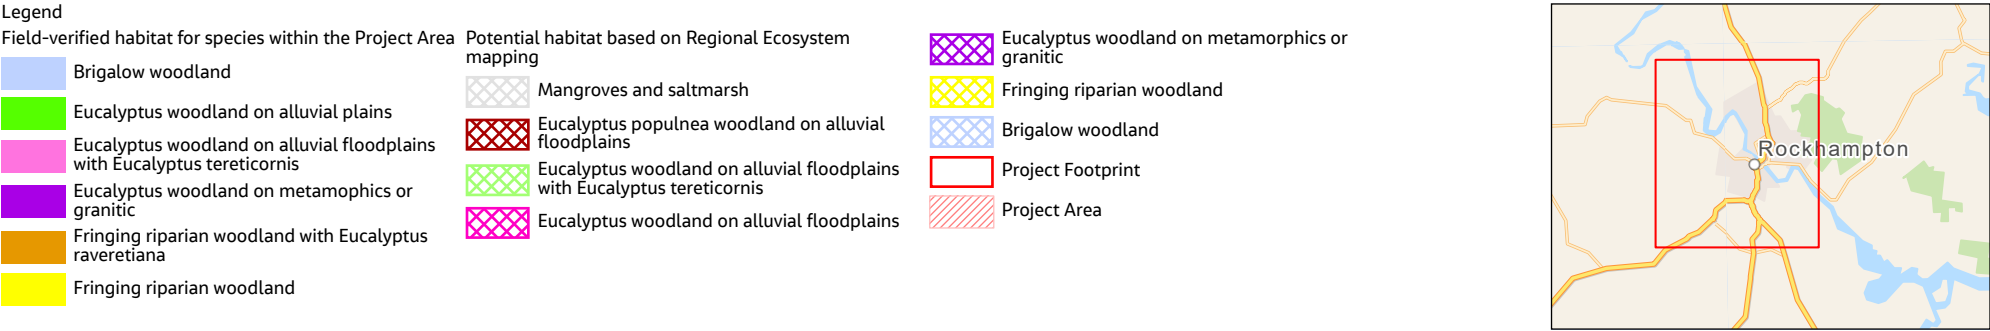 Legend
Field-verified habitat for species within the Project Area
Brigalow woodland
Eucalyptus woodland on alluvial plains
Eucalyptus woodland on alluvial floodplains
with Eucalyptus tereticornis
Eucalyptus woodland on metamophics or
granitic
Fringing riparian woodland with Eucalyptus
raveretiana
Fringing riparian woodland
Potential habitat based on Regional Ecosystem
mapping
Mangroves and saltmarsh
Eucalyptus populnea woodland on alluvial
floodplains
Eucalyptus woodland on alluvial floodplains
with Eucalyptus tereticornis
Eucalyptus woodland on alluvial floodplains
Eucalyptus woodland on metamorphics or
granitic
Fringing riparian woodland
Brigalow woodland
Project Footprint
Project Area
Rockhampton